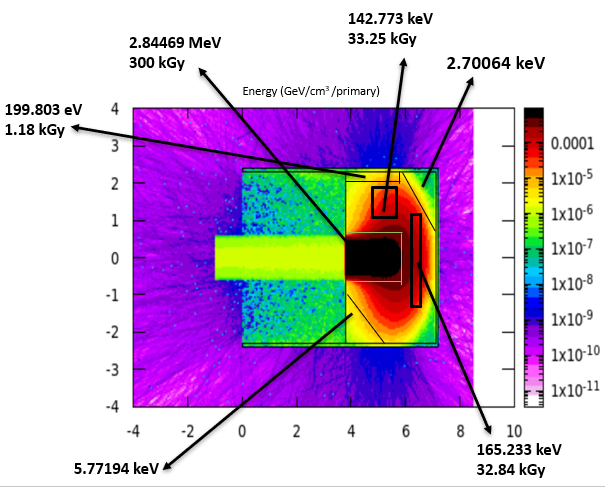 142.773 keV
33.25 kGy
2.84469 MeV
300 kGy
2.70064 keV
Energy (GeV/cm³ /primary)
199.803 eV
1.18 kGy
4
3
2
1
0
-1
-2
-3
-4
-4 -2 0 2 4 6 8 10
0.0001
1x10⁻⁵
1x10⁻⁶
1x10⁻⁷
1x10⁻⁸
1x10⁻⁹
1x10⁻¹⁰
1x10⁻¹¹
165.233 keV
32.84 kGy
5.77194 keV